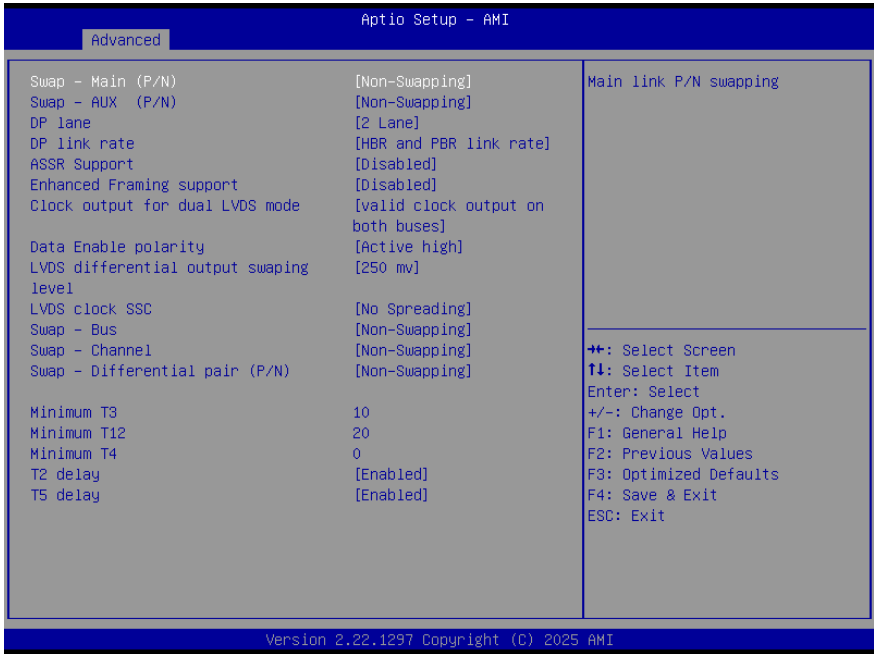 Aptio Setup – AMI
Advanced
Swap – Main (P/N) [Non-Swapping]
Swap – AUX (P/N) [Non-Swapping]
DP lane [2 Lane]
DP link rate [HBR and PBR link rate]
ASSR Support [Disabled]
Enhanced Framing support [Disabled]
Clock output for dual LVDS mode [valid clock output on
both buses]
Data Enable polarity [Active high]
LVDS differential output swaping [250 mv]
level
LVDS clock SSC [No Spreading]
Swap – Bus [Non-Swapping]
Swap – Channel [Non-Swapping]
Swap – Differential pair (P/N) [Non-Swapping]
Minimum T3 10
Minimum T12 20
Minimum T4 0
T2 delay [Enabled]
T5 delay [Enabled]
Main link P/N swapping
→←: Select Screen
↑↓: Select Item
Enter: Select
+/-: Change Opt.
F1: General Help
F2: Previous Values
F3: Optimized Defaults
F4: Save & Exit
ESC: Exit
Version 2.22.1297 Copyright (C) 2025 AMI